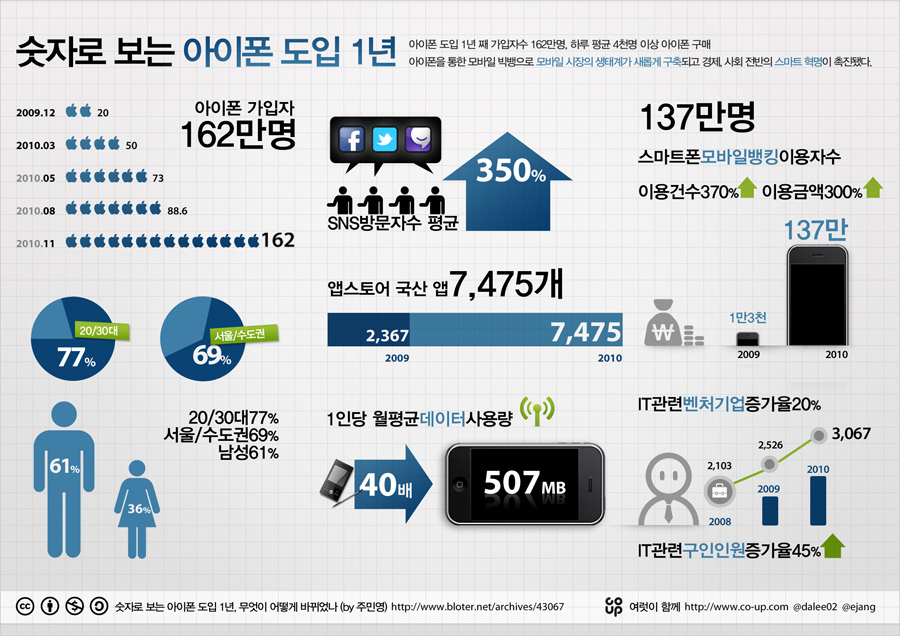 숫자로 보는 아이폰 도입 1년
아이폰 도입 1년 째 가입자수 162만명, 하루 평균 4천명 이상 아이폰 구매
아이폰을 통한 모바일 빅뱅으로 모바일 시장의 생태계가 새롭게 구축되고 경제, 사회 전반의 스마트 혁명이 촉진됐다.
아이폰 가입자
162만명
2009.12 20
2010.03 50
2010.05 73
2010.08 88.6
2010.11 162
20/30대
77%
서울/수도권
69%
20/30대77%
서울/수도권69%
남성61%
61%
36%
350%
SNS방문자수 평균
앱스토어 국산 앱7,475개
2,367 7,475
2009 2010
1인당 월평균데이터사용량
40배
507 MB
137만명
스마트폰모바일뱅킹이용자수
이용건수370% 이용금액300%
137만
1만3천
₩
2009 2010
IT관련벤처기업증가율20%
3,067
2,526
2,103
2010
2009
2008
IT관련구인인원증가율45%
cc
숫자로 보는 아이폰 도입 1년, 무엇이 어떻게 바뀌었나 (by 주민영) http://www.bloter.net/archives/43067
co
up
여럿이 함께 http://www.co-up.com @dalee02 @ejang